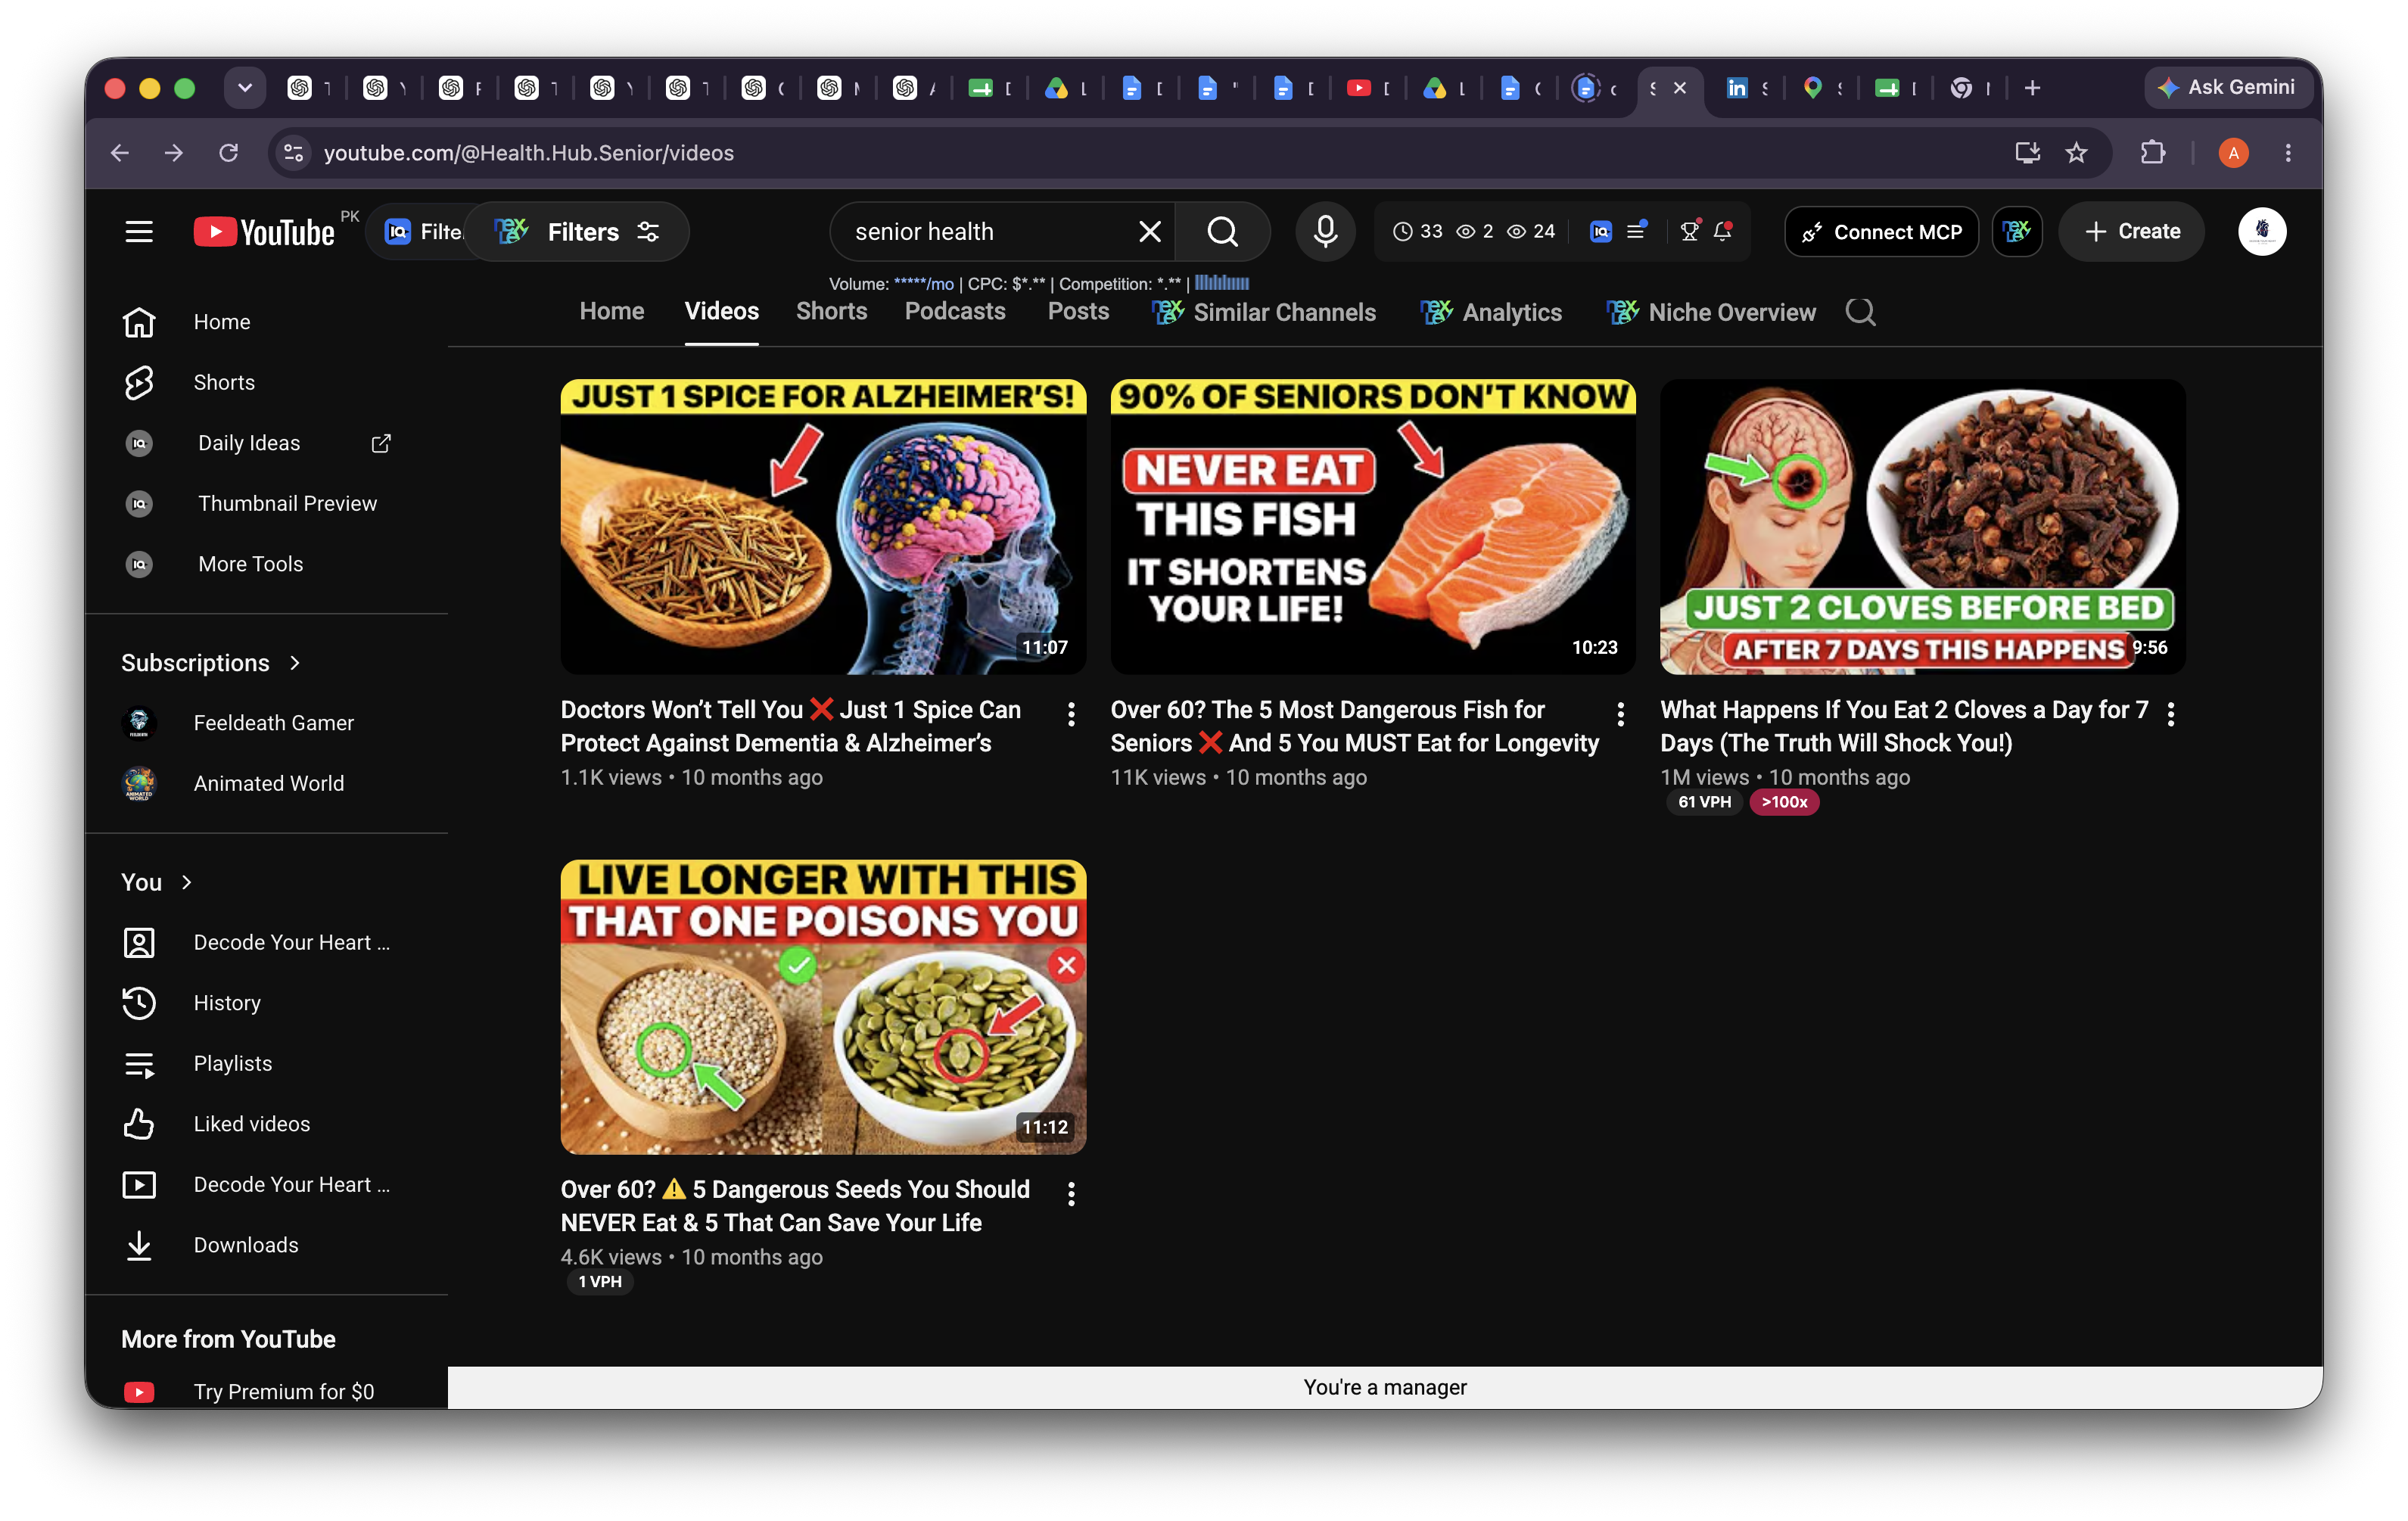 Ask Gemini
youtube.com/@Health.Hub.Senior/videos
A
YouTube PK
Filters
senior health
33 2 24
Connect MCP
Create
Volume: *****/mo | CPC: $*.** | Competition: *.** |
Home
Videos
Shorts
Podcasts
Posts
Similar Channels
Analytics
Niche Overview
Home
Shorts
Daily Ideas
Thumbnail Preview
More Tools
Subscriptions
Feeldeath Gamer
Animated World
You
Decode Your Heart ...
History
Playlists
Liked videos
Decode Your Heart ...
Downloads
More from YouTube
Try Premium for $0
JUST 1 SPICE FOR ALZHEIMER'S!
11:07
Doctors Won’t Tell You ❌ Just 1 Spice Can
Protect Against Dementia & Alzheimer’s
1.1K views • 10 months ago
90% OF SENIORS DON'T KNOW
NEVER EAT
THIS FISH
IT SHORTENS
YOUR LIFE!
10:23
Over 60? The 5 Most Dangerous Fish for
Seniors ❌ And 5 You MUST Eat for Longevity
11K views • 10 months ago
JUST 2 CLOVES BEFORE BED
AFTER 7 DAYS THIS HAPPENS
9:56
What Happens If You Eat 2 Cloves a Day for 7
Days (The Truth Will Shock You!)
1M views • 10 months ago
61 VPH >100x
LIVE LONGER WITH THIS
THAT ONE POISONS YOU
11:12
Over 60? ⚠️ 5 Dangerous Seeds You Should
NEVER Eat & 5 That Can Save Your Life
4.6K views • 10 months ago
1 VPH
You're a manager